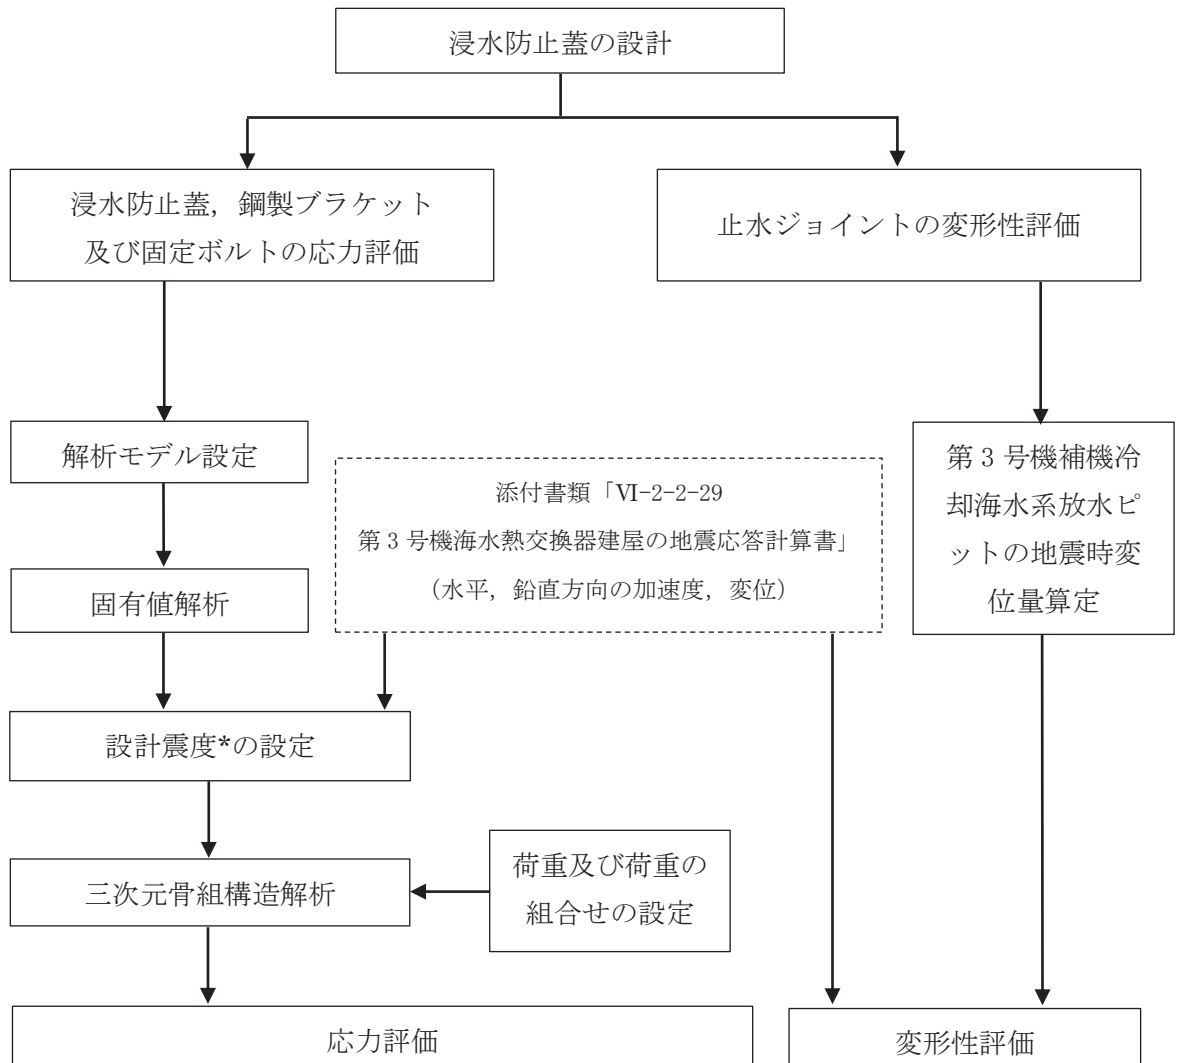 浸水防止蓋の設計
浸水防止蓋，鋼製ブラケット
及び固定ボルトの応力評価
止水ジョイントの変形性評価
解析モデル設定
添付書類「Ⅵ-2-2-29
第３号機海水熱交換器建屋の地震応答計算書」
（水平，鉛直方向の加速度，変位）
第３号機補機冷
却海水系放水ピ
ットの地震時変
位量算定
固有値解析
設計震度*の設定
三次元骨組構造解析
荷重及び荷重の
組合せの設定
応力評価
変形性評価